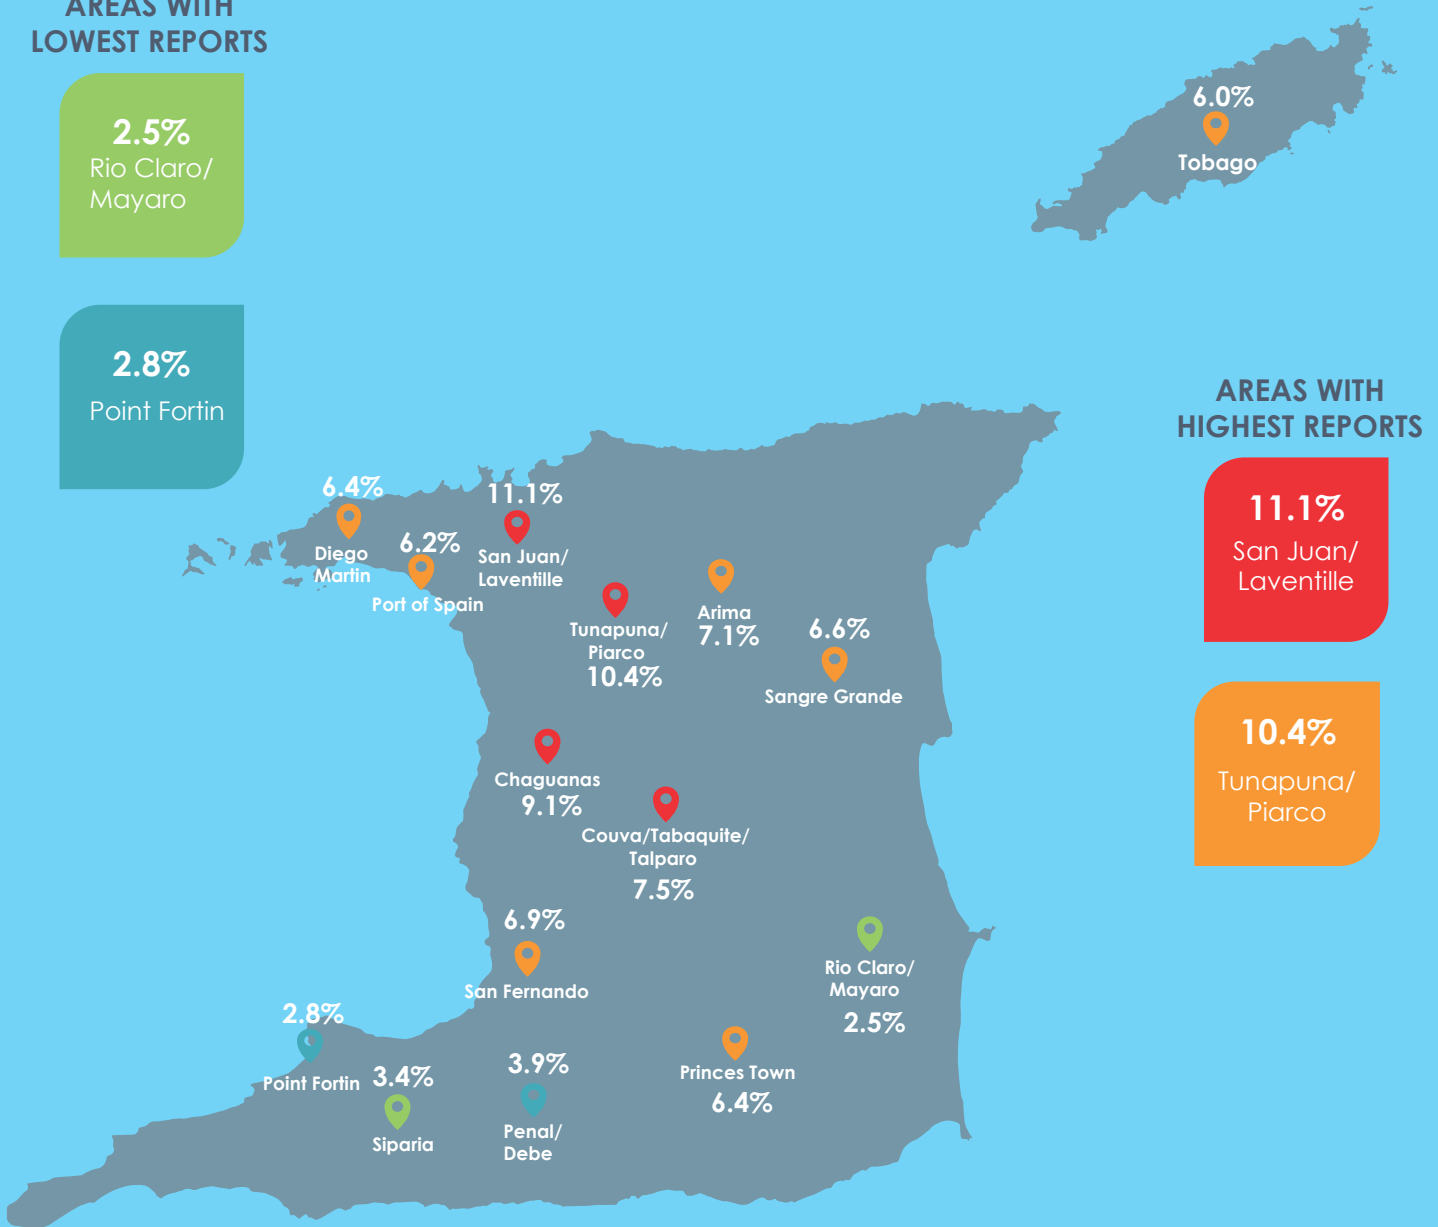 AREAS WITH
LOWEST REPORTS
2.5%
Rio Claro/
Mayaro
2.8%
Point Fortin
6.0%
Tobago
AREAS WITH
HIGHEST REPORTS
11.1%
San Juan/
Laventille
10.4%
Tunapuna/
Piarco
6.4%
Diego
Martin
6.2%
Port of Spain
11.1%
San Juan/
Laventille
Tunapuna/
Piarco
10.4%
Arima
7.1%
6.6%
Sangre Grande
Chaguanas
9.1%
Couva/Tabaquite/
Talparo
7.5%
6.9%
San Fernando
Rio Claro/
Mayaro
2.5%
2.8%
Point Fortin
3.4%
Siparia
3.9%
Penal/
Debe
Princes Town
6.4%